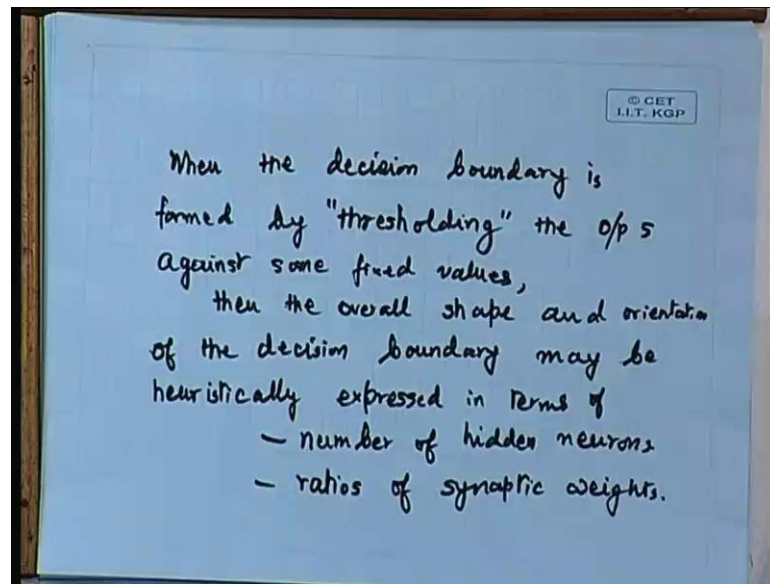 © CET
I.I.T. KGP
When the decision boundary is
formed by "thresholding" the o/p s
against some fixed values,
then the overall shape and orientation
of the decision boundary may be
heuristically expressed in terms of
– number of hidden neurons
– ratios of synaptic weights.